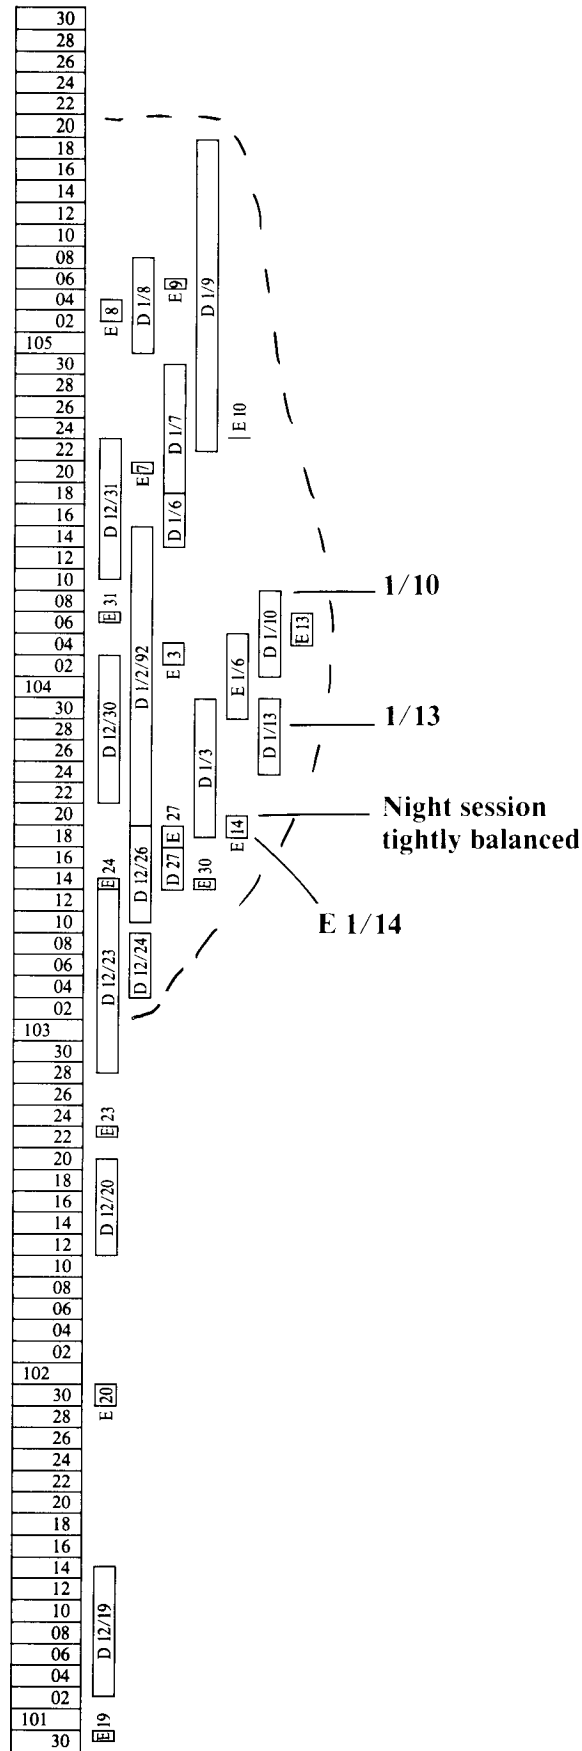 30
28
26
24
22
20
18
16
14
12
10
08
06
04
02
105
30
28
26
24
22
20
18
16
14
12
10
08
06
04
02
104
30
28
26
24
22
20
18
16
14
12
10
08
06
04
02
103
30
28
26
24
22
20
18
16
14
12
10
08
06
04
02
102
30
28
26
24
22
20
18
16
14
12
10
08
06
04
02
101
30
E 8
D 1/8
E 9
D 1/9
D 1/7
E 10
D 12/31
E 7
D 1/6
E 31
D 12/30
D 1/2/92
E 3
E 1/6
D 1/10
E 13
1/10
D 1/3
D 1/13
1/13
E 27
E 14
Night session
tightly balanced
E 24
D 12/26
D 27
E 30
E 1/14
D 12/23
D 12/24
E 23
D 12/20
E 20
D 12/19
E 19